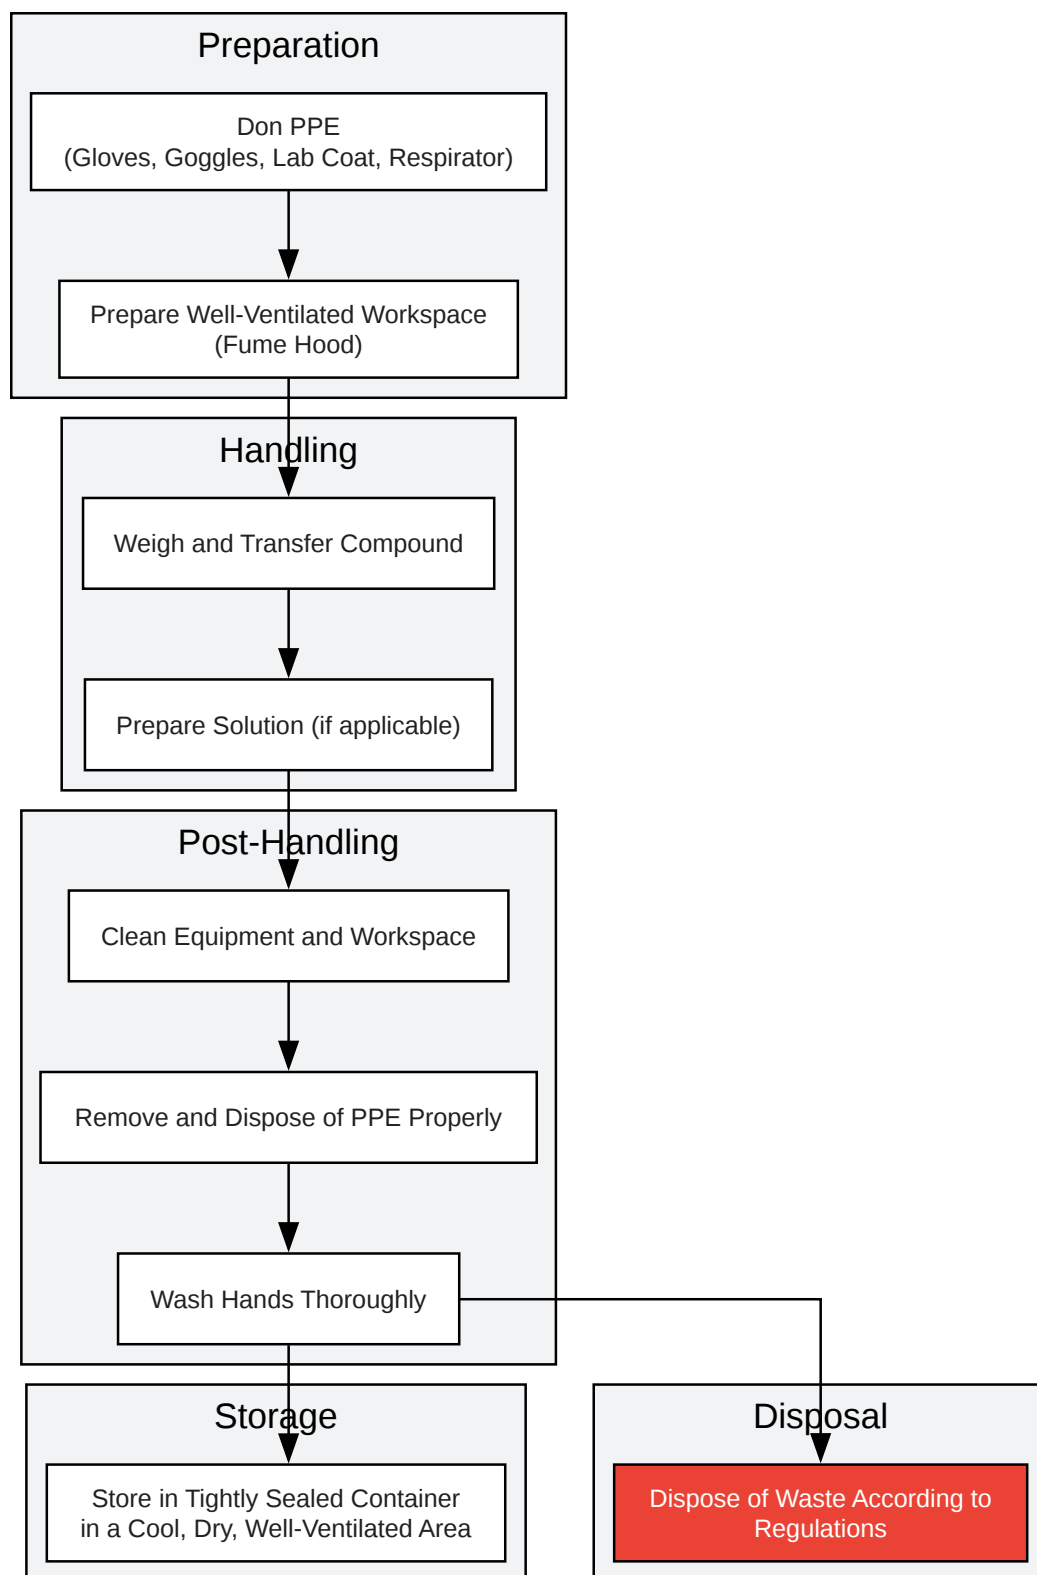 Preparation
Don PPE
(Gloves, Goggles, Lab Coat, Respirator)
Prepare Well-Ventilated Workspace
(Fume Hood)
Handling
Weigh and Transfer Compound
Prepare Solution (if applicable)
Post-Handling
Clean Equipment and Workspace
Remove and Dispose of PPE Properly
Wash Hands Thoroughly
Storage
Store in Tightly Sealed Container
in a Cool, Dry, Well-Ventilated Area
Disposal
Dispose of Waste According to
Regulations